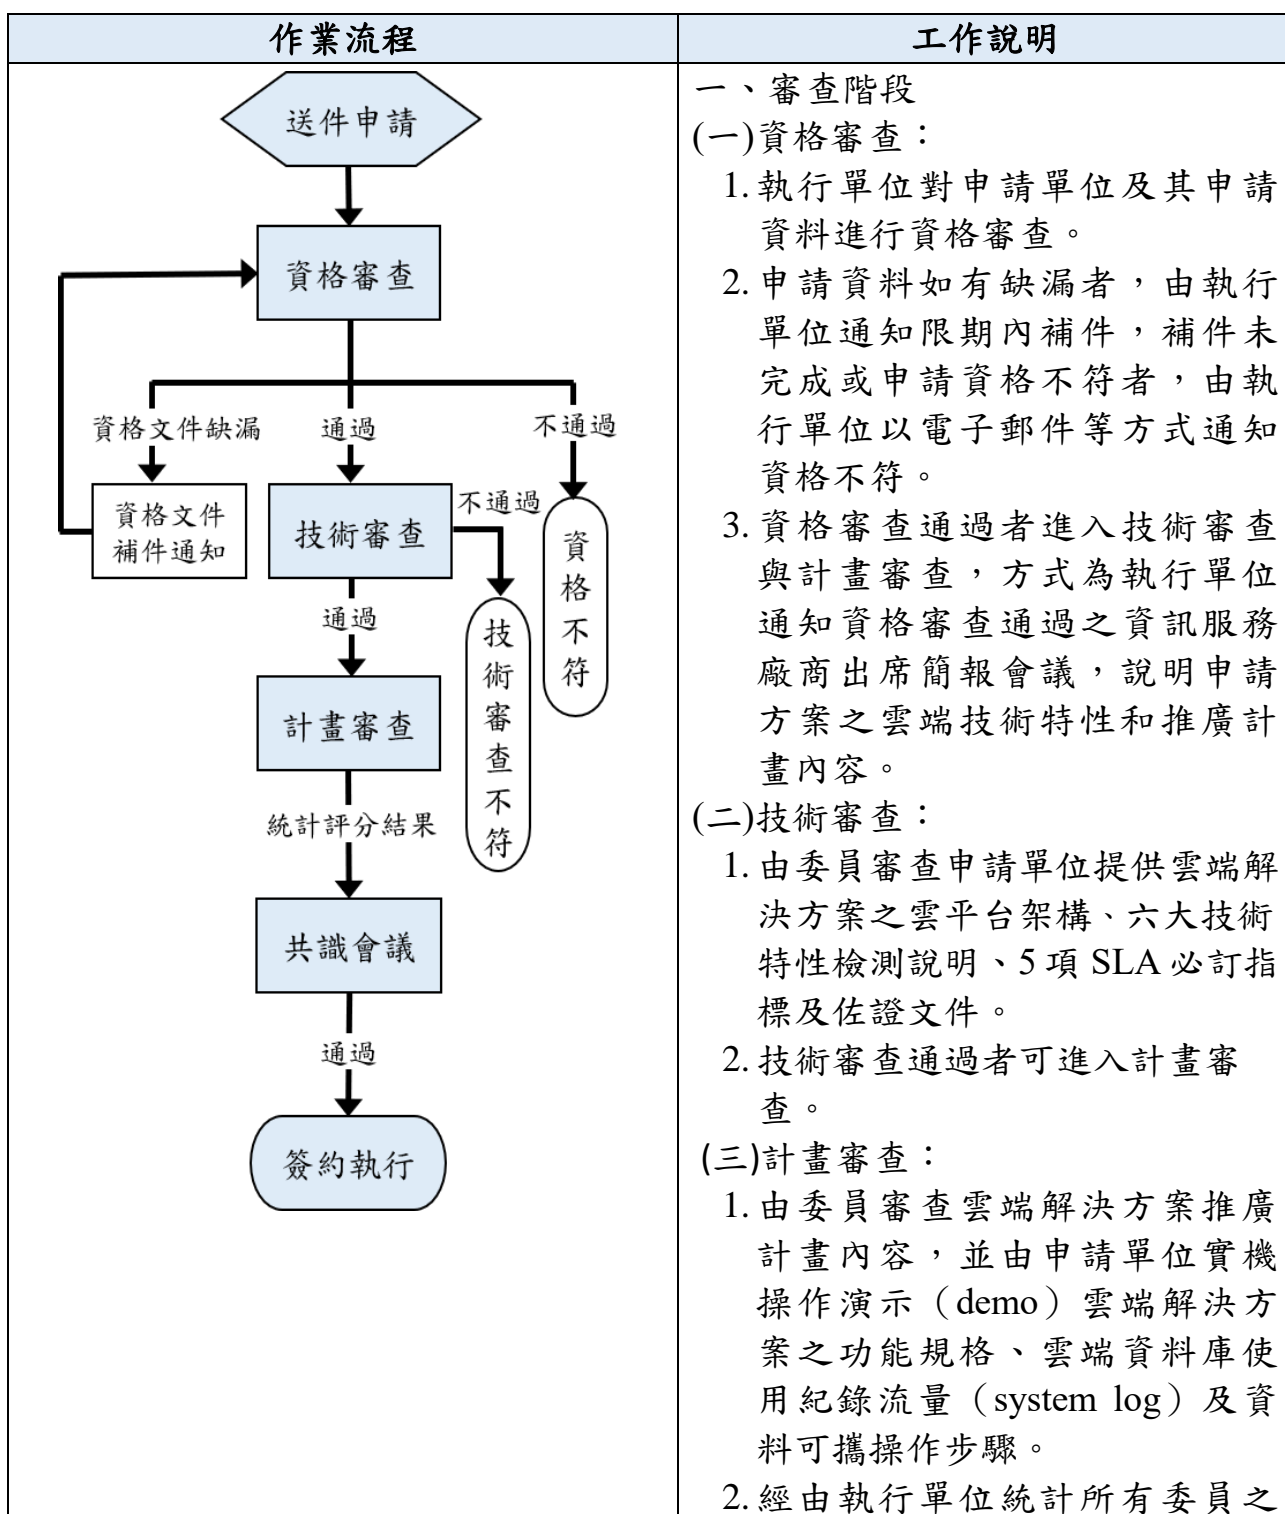 作業流程
工作說明
送件申請
資格審查
資格文件缺漏
通過
不通過
資格文件
補件通知
技術審查
不通過
資格不符
通過
技術審查不符
計畫審查
統計評分結果
共識會議
通過
簽約執行
一、審查階段
(一)資格審查：
1. 執行單位對申請單位及其申請
資料進行資格審查。
2. 申請資料如有缺漏者，由執行
單位通知限期內補件，補件未
完成或申請資格不符者，由執
行單位以電子郵件等方式通知
資格不符。
3. 資格審查通過者進入技術審查
與計畫審查，方式為執行單位
通知資格審查通過之資訊服務
廠商出席簡報會議，說明申請
方案之雲端技術特性和推廣計
畫內容。
(二)技術審查：
1. 由委員審查申請單位提供雲端解
決方案之雲平台架構、六大技術
特性檢測說明、5 項 SLA 必訂指
標及佐證文件。
2. 技術審查通過者可進入計畫審
查。
(三)計畫審查：
1. 由委員審查雲端解決方案推廣
計畫內容，並由申請單位實機
操作演示（demo）雲端解決方
案之功能規格、雲端資料庫使
用紀錄流量（system log）及資
料可攜操作步驟。
2. 經由執行單位統計所有委員之